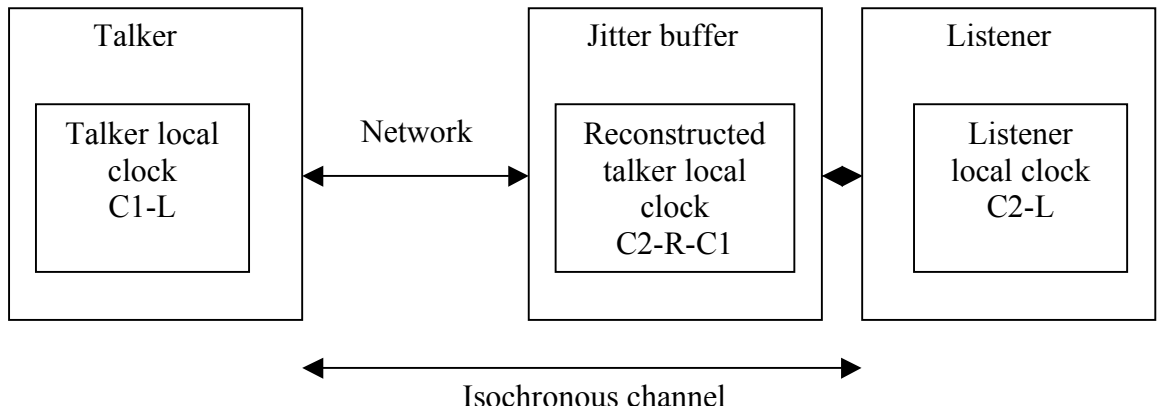 Talker
Talker local
clock
C1-L
Network
Jitter buffer
Reconstructed
talker local
clock
C2-R-C1
Listener
Listener
local clock
C2-L
Isochronous channel